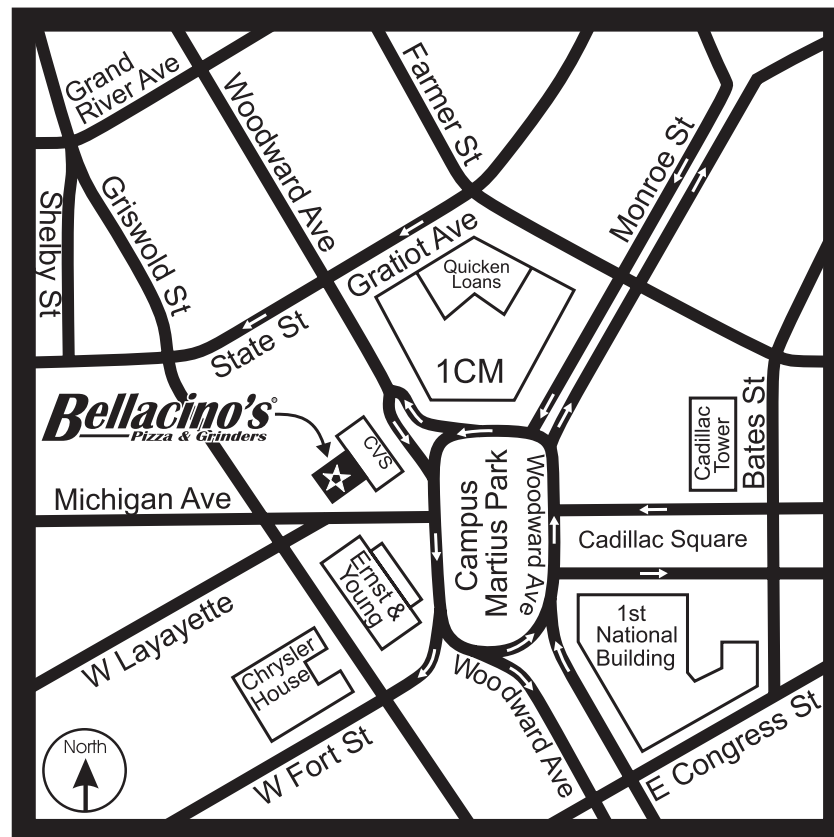 Grand
River Ave
Woodward Ave
Farmer St
Monroe St
Shelby St
Griswold St
Gratiot Ave
Quicken
Loans
State St
1CM
Bellacino's®
Pizza & Grinders
CVS
Cadillac
Tower
Bates St
Michigan Ave
Campus
Martius Park
Woodward Ave
Cadillac Square
Ernst &
Young
W Layayette
1st
National
Building
Chrysler
House
Woodward Ave
North
W Fort St
E Congress St